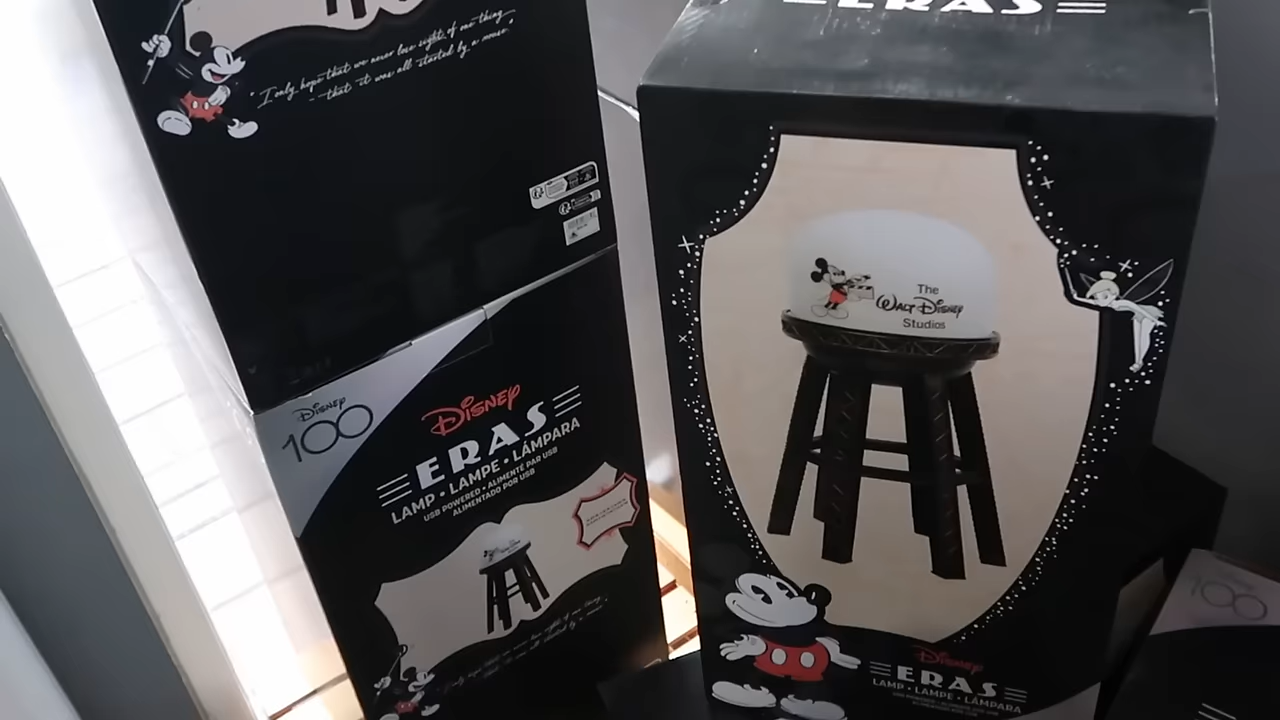 "I only hope that we never lose sight of one thing
- that it was all started by a mouse."
Disney
100
Disney
ERAS
LAMP • LAMPE • LÁMPARA
USB POWERED • ALIMENTÉ PAR USB
ALIMENTADO POR USB
ERAS
The
WALT DISNEY
Studios
Disney
ERAS
LAMP • LAMPE • LÁMPARA
Disney
100